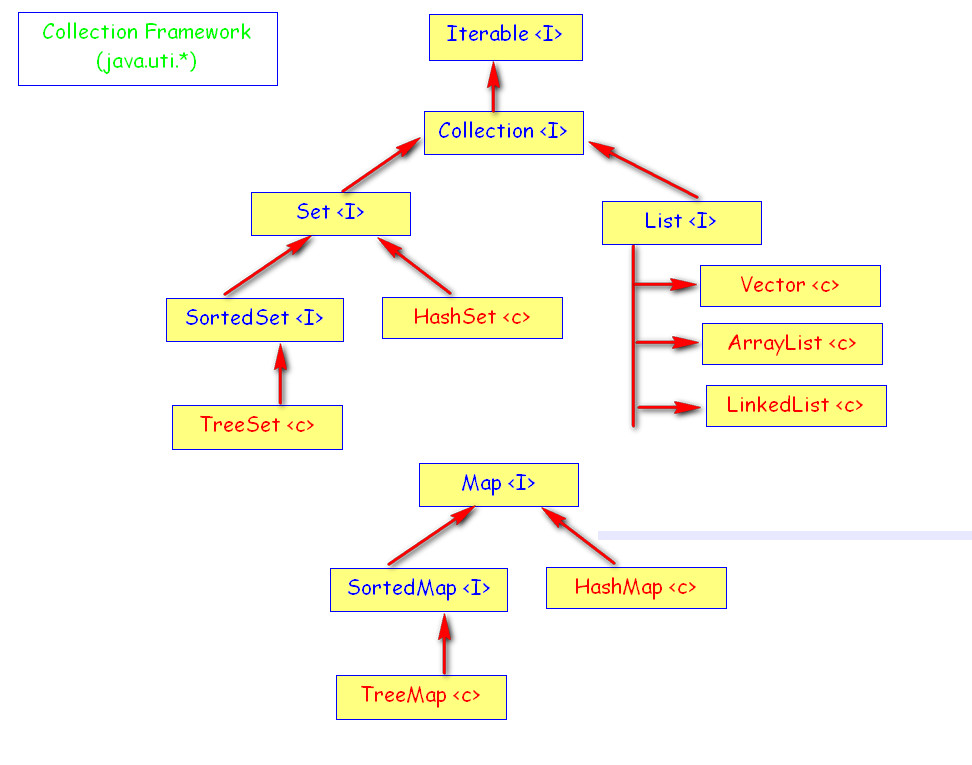 Collection Framework
(java.uti.*)
Iterable <I>
Collection <I>
Set <I>
List <I>
SortedSet <I>
HashSet <c>
Vector <c>
ArrayList <c>
TreeSet <c>
LinkedList <c>
Map <I>
SortedMap <I>
HashMap <c>
TreeMap <c>